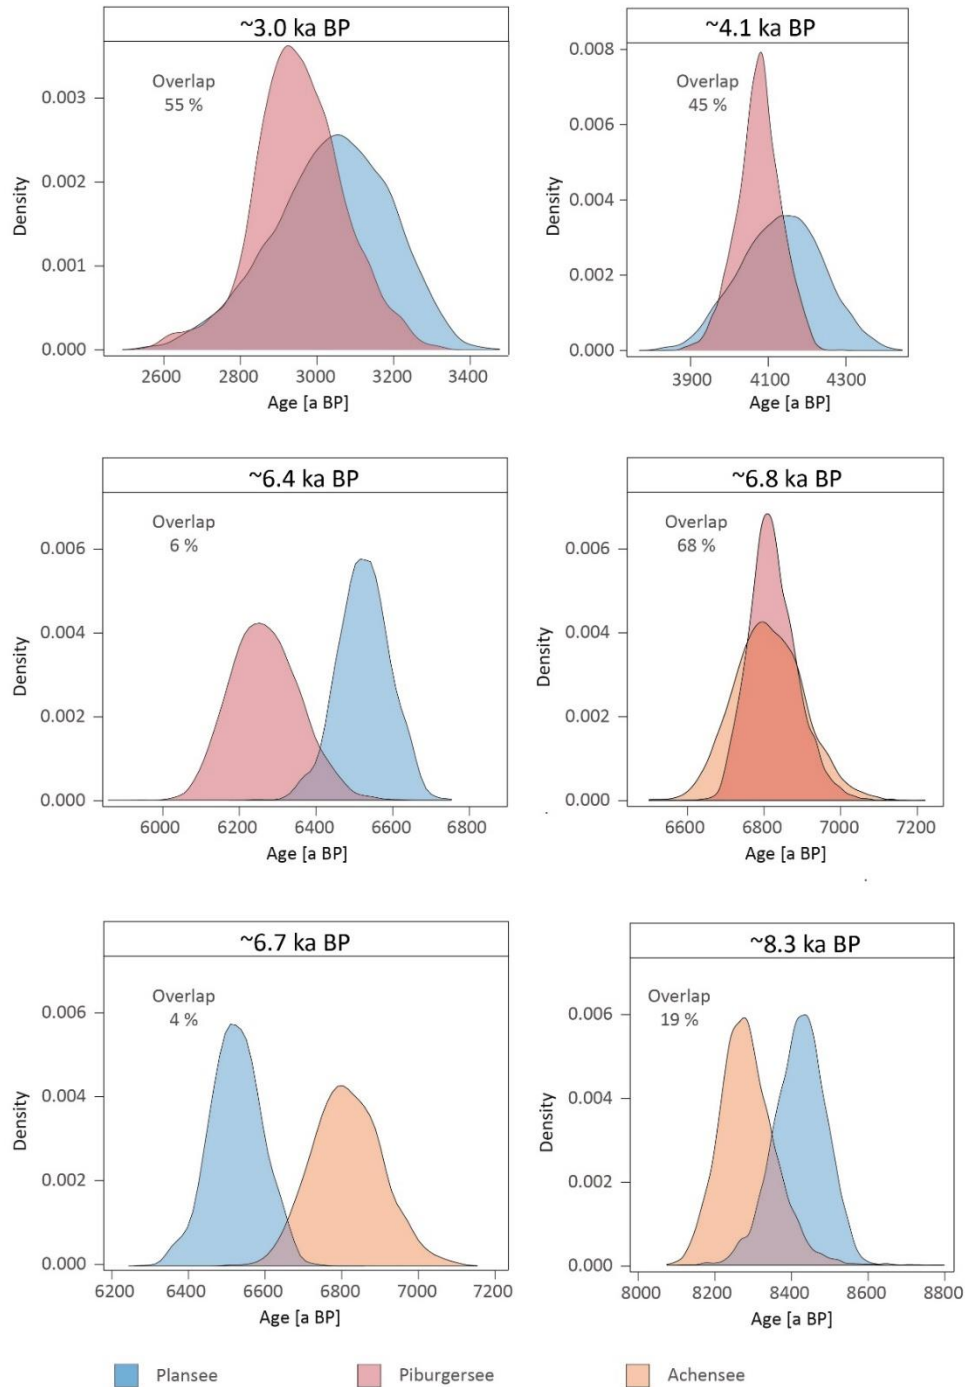 ~3.0 ka BP
Overlap
55 %
0.003
0.002
0.001
0.000
Density
2600 2800 3000 3200 3400
Age [a BP]
~4.1 ka BP
Overlap
45 %
0.008
0.006
0.004
0.002
0.000
Density
3900 4100 4300
Age [a BP]
~6.4 ka BP
Overlap
6 %
0.006
0.004
0.002
0.000
Density
6000 6200 6400 6600 6800
Age [a BP]
~6.8 ka BP
Overlap
68 %
0.006
0.004
0.002
0.000
Density
6600 6800 7000 7200
Age [a BP]
~6.7 ka BP
Overlap
4 %
0.006
0.004
0.002
0.000
Density
6200 6400 6600 6800 7000 7200
Age [a BP]
~8.3 ka BP
Overlap
19 %
0.006
0.004
0.002
0.000
Density
8000 8200 8400 8600 8800
Age [a BP]
Plansee Piburgersee Achensee